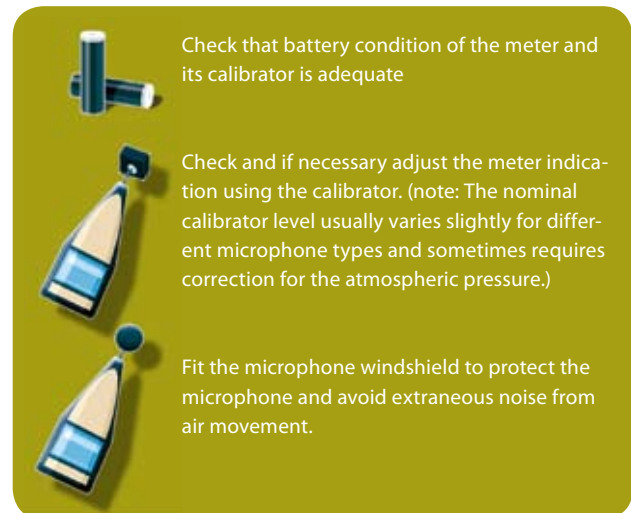 Check that battery condition of the meter and
its calibrator is adequate
Check and if necessary adjust the meter indica-
tion using the calibrator. (note: The nominal
calibrator level usually varies slightly for differ-
ent microphone types and sometimes requires
correction for the atmospheric pressure.)
Fit the microphone windshield to protect the
microphone and avoid extraneous noise from
air movement.